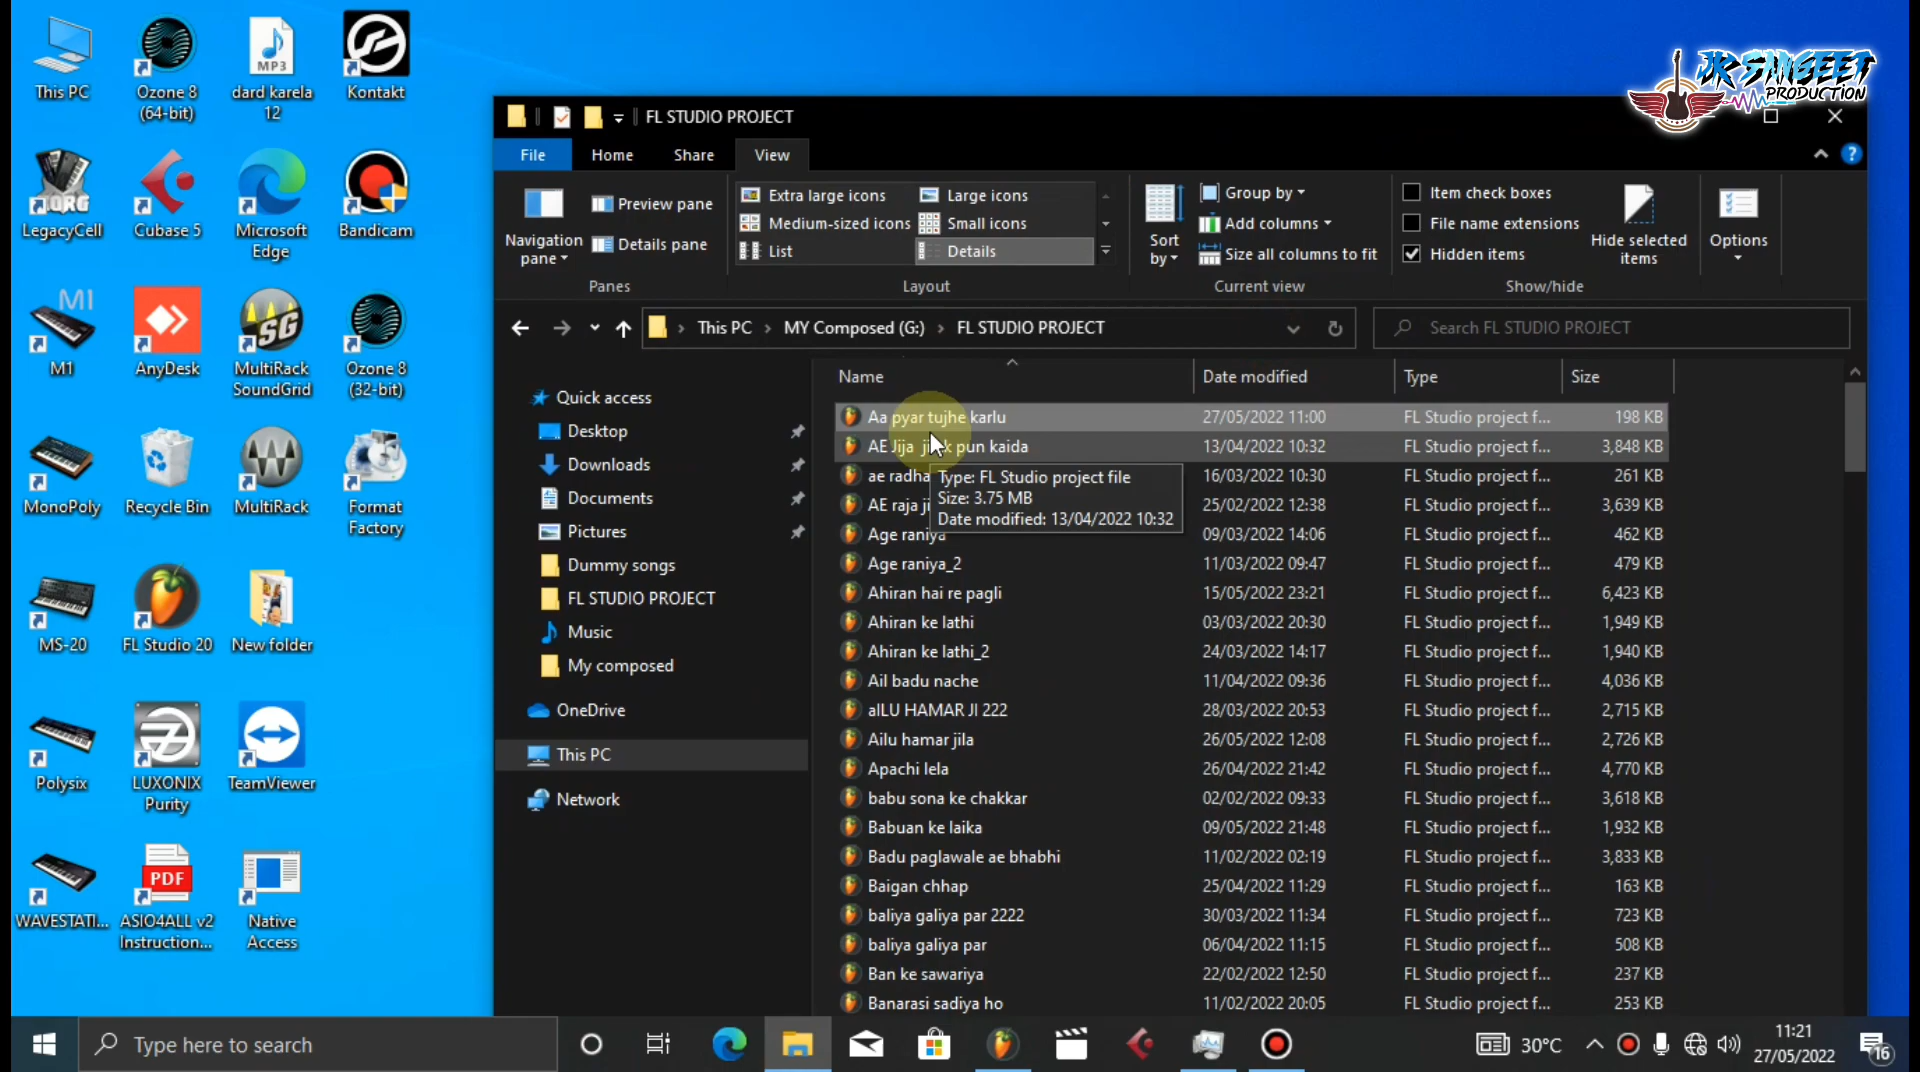 This PC
Ozone 8
(64-bit)
MP3
dard karela
12
Kontakt
JR SANGEET
PRODUCTION
FL STUDIO PROJECT
File
Home
Share
View
Navigation
pane
Preview pane
Details pane
Panes
Extra large icons
Large icons
Medium-sized icons
Small icons
List
Details
Layout
Sort
by
Group by
Add columns
Size all columns to fit
Current view
Item check boxes
File name extensions
Hidden items
Hide selected
items
Show/hide
Options
LegacyCell
Cubase 5
Microsoft
Edge
Bandicam
M1
M1
AnyDesk
SG
MultiRack
SoundGrid
Ozone 8
(32-bit)
MonoPoly
Recycle Bin
MultiRack
Format
Factory
MS-20
FL Studio 20
New folder
Polysix
LUXONIX
Purity
TeamViewer
WAVESTATI...
PDF
ASIO4ALL v2
Instruction...
Native
Access
This PC > MY Composed (G:) > FL STUDIO PROJECT
Search FL STUDIO PROJECT
Quick access
Desktop
Downloads
Documents
Pictures
Dummy songs
FL STUDIO PROJECT
Music
My composed
OneDrive
This PC
Network
Name Date modified Type Size
Aa pyar tujhe karlu 27/05/2022 11:00 FL Studio project f... 198 KB
AE Jija ji k pun kaida 13/04/2022 10:32 FL Studio project f... 3,848 KB
ae radha 16/03/2022 10:30 FL Studio project f... 261 KB
AE raja ji 25/02/2022 12:38 FL Studio project f... 3,639 KB
Age raniya 09/03/2022 14:06 FL Studio project f... 462 KB
Age raniya_2 11/03/2022 09:47 FL Studio project f... 479 KB
Ahiran hai re pagli 15/05/2022 23:21 FL Studio project f... 6,423 KB
Ahiran ke lathi 03/03/2022 20:30 FL Studio project f... 1,949 KB
Ahiran ke lathi_2 24/03/2022 14:17 FL Studio project f... 1,940 KB
Ail badu nache 11/04/2022 09:36 FL Studio project f... 4,036 KB
aILU HAMAR JI 222 28/03/2022 20:53 FL Studio project f... 2,715 KB
Ailu hamar jila 26/05/2022 12:08 FL Studio project f... 2,726 KB
Apachi lela 26/04/2022 21:42 FL Studio project f... 4,770 KB
babu sona ke chakkar 02/02/2022 09:33 FL Studio project f... 3,618 KB
Babuan ke laika 09/05/2022 21:48 FL Studio project f... 1,932 KB
Badu paglawale ae bhabhi 11/02/2022 02:19 FL Studio project f... 3,833 KB
Baigan chhap 25/04/2022 11:29 FL Studio project f... 163 KB
baliya galiya par 2222 30/03/2022 11:34 FL Studio project f... 723 KB
baliya galiya par 06/04/2022 11:15 FL Studio project f... 508 KB
Ban ke sawariya 22/02/2022 12:50 FL Studio project f... 237 KB
Banarasi sadiya ho 11/02/2022 20:05 FL Studio project f... 253 KB
Type: FL Studio project file
Size: 3.75 MB
Date modified: 13/04/2022 10:32
Type here to search
30°C
11:21
27/05/2022
16